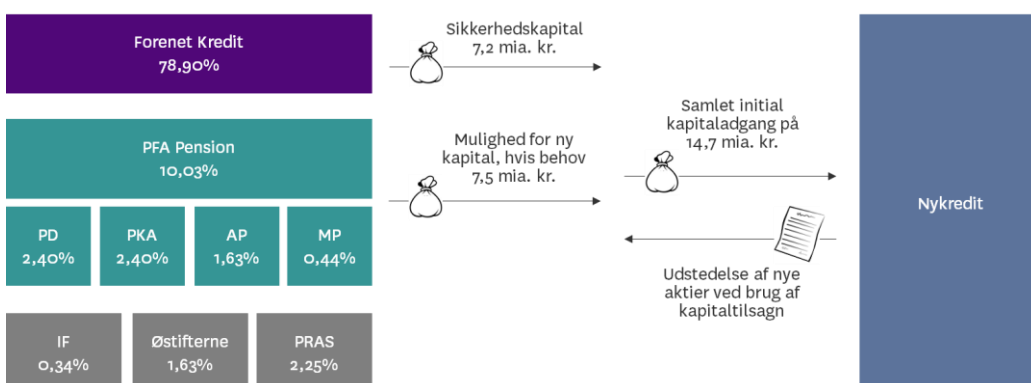 Forenet Kredit
78,90%
Sikkerhedskapital
7,2 mia. kr.
PFA Pension
10,03%
Mulighed for ny
kapital, hvis behov
7,5 mia. kr.
Samlet initial
kapitaladgang på
14,7 mia. kr.
Nykredit
PD
2,40%
PKA
2,40%
AP
1,63%
MP
0,44%
Udstedelse af nye
aktier ved brug af
kapitaltilsagn
IF
0,34%
Østifterne
1,63%
PRAS
2,25%